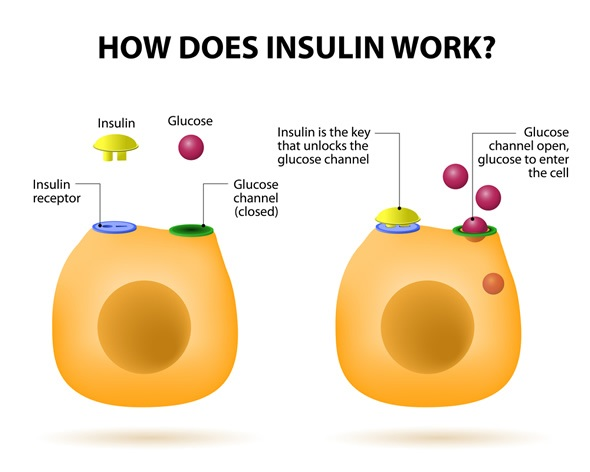 HOW DOES INSULIN WORK?
Insulin
Glucose
Insulin
receptor
Glucose
channel
(closed)
Insulin is the key
that unlocks the
glucose channel
Glucose
channel open,
glucose to enter
the cell